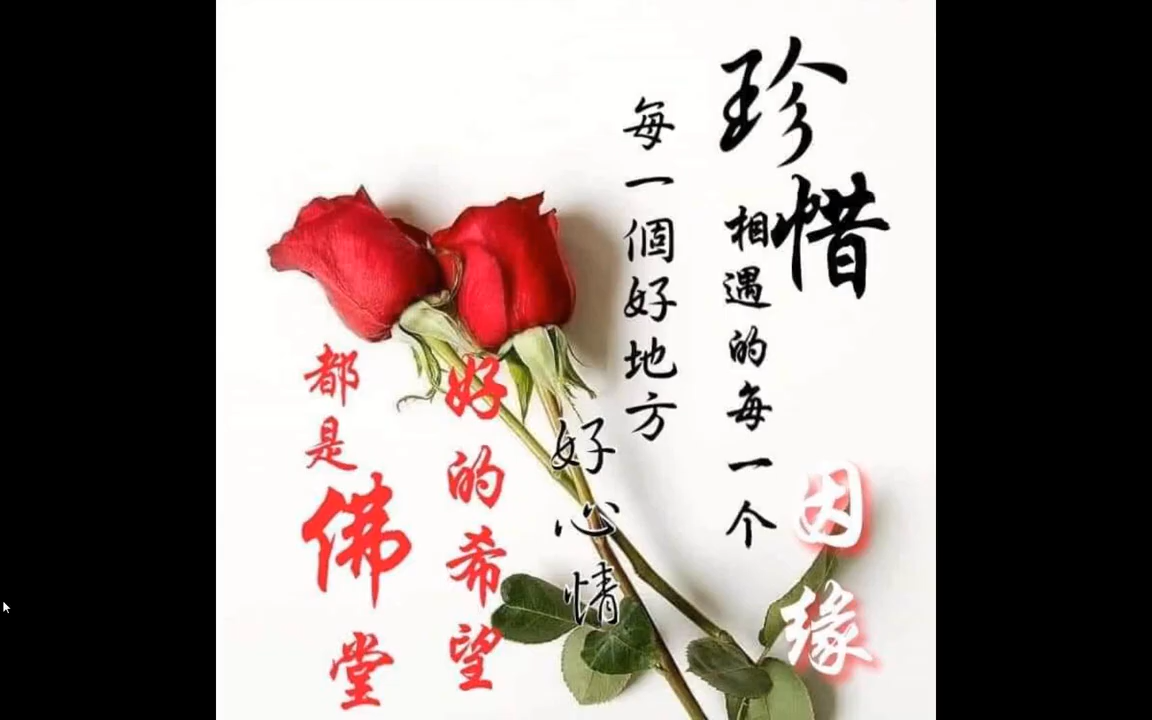 珍惜
相遇的每一个
因缘
每一個好地方
好心情
好的希望
都是佛堂